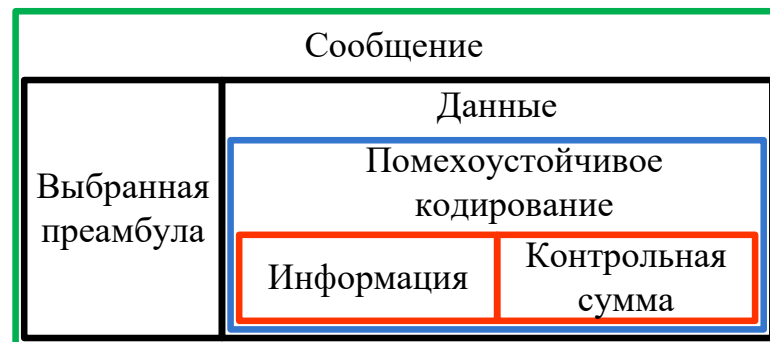 Сообщение
Данные
Выбранная
преамбула
Помехоустойчивое
кодирование
Информация
Контрольная
сумма